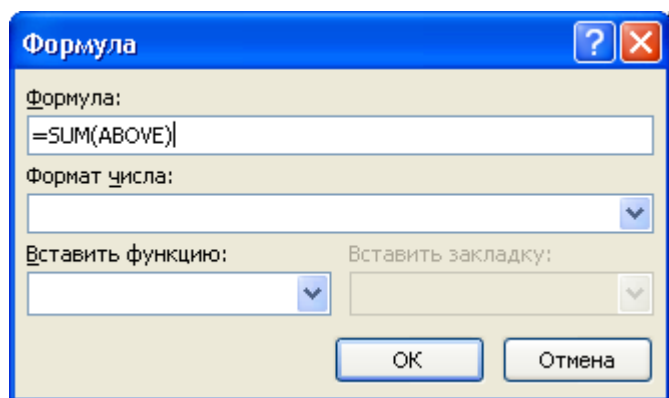 Формула
Формула:
=SUM(ABOVE)
Формат числа:
Вставить функцию: Вставить закладку:
ОК Отмена